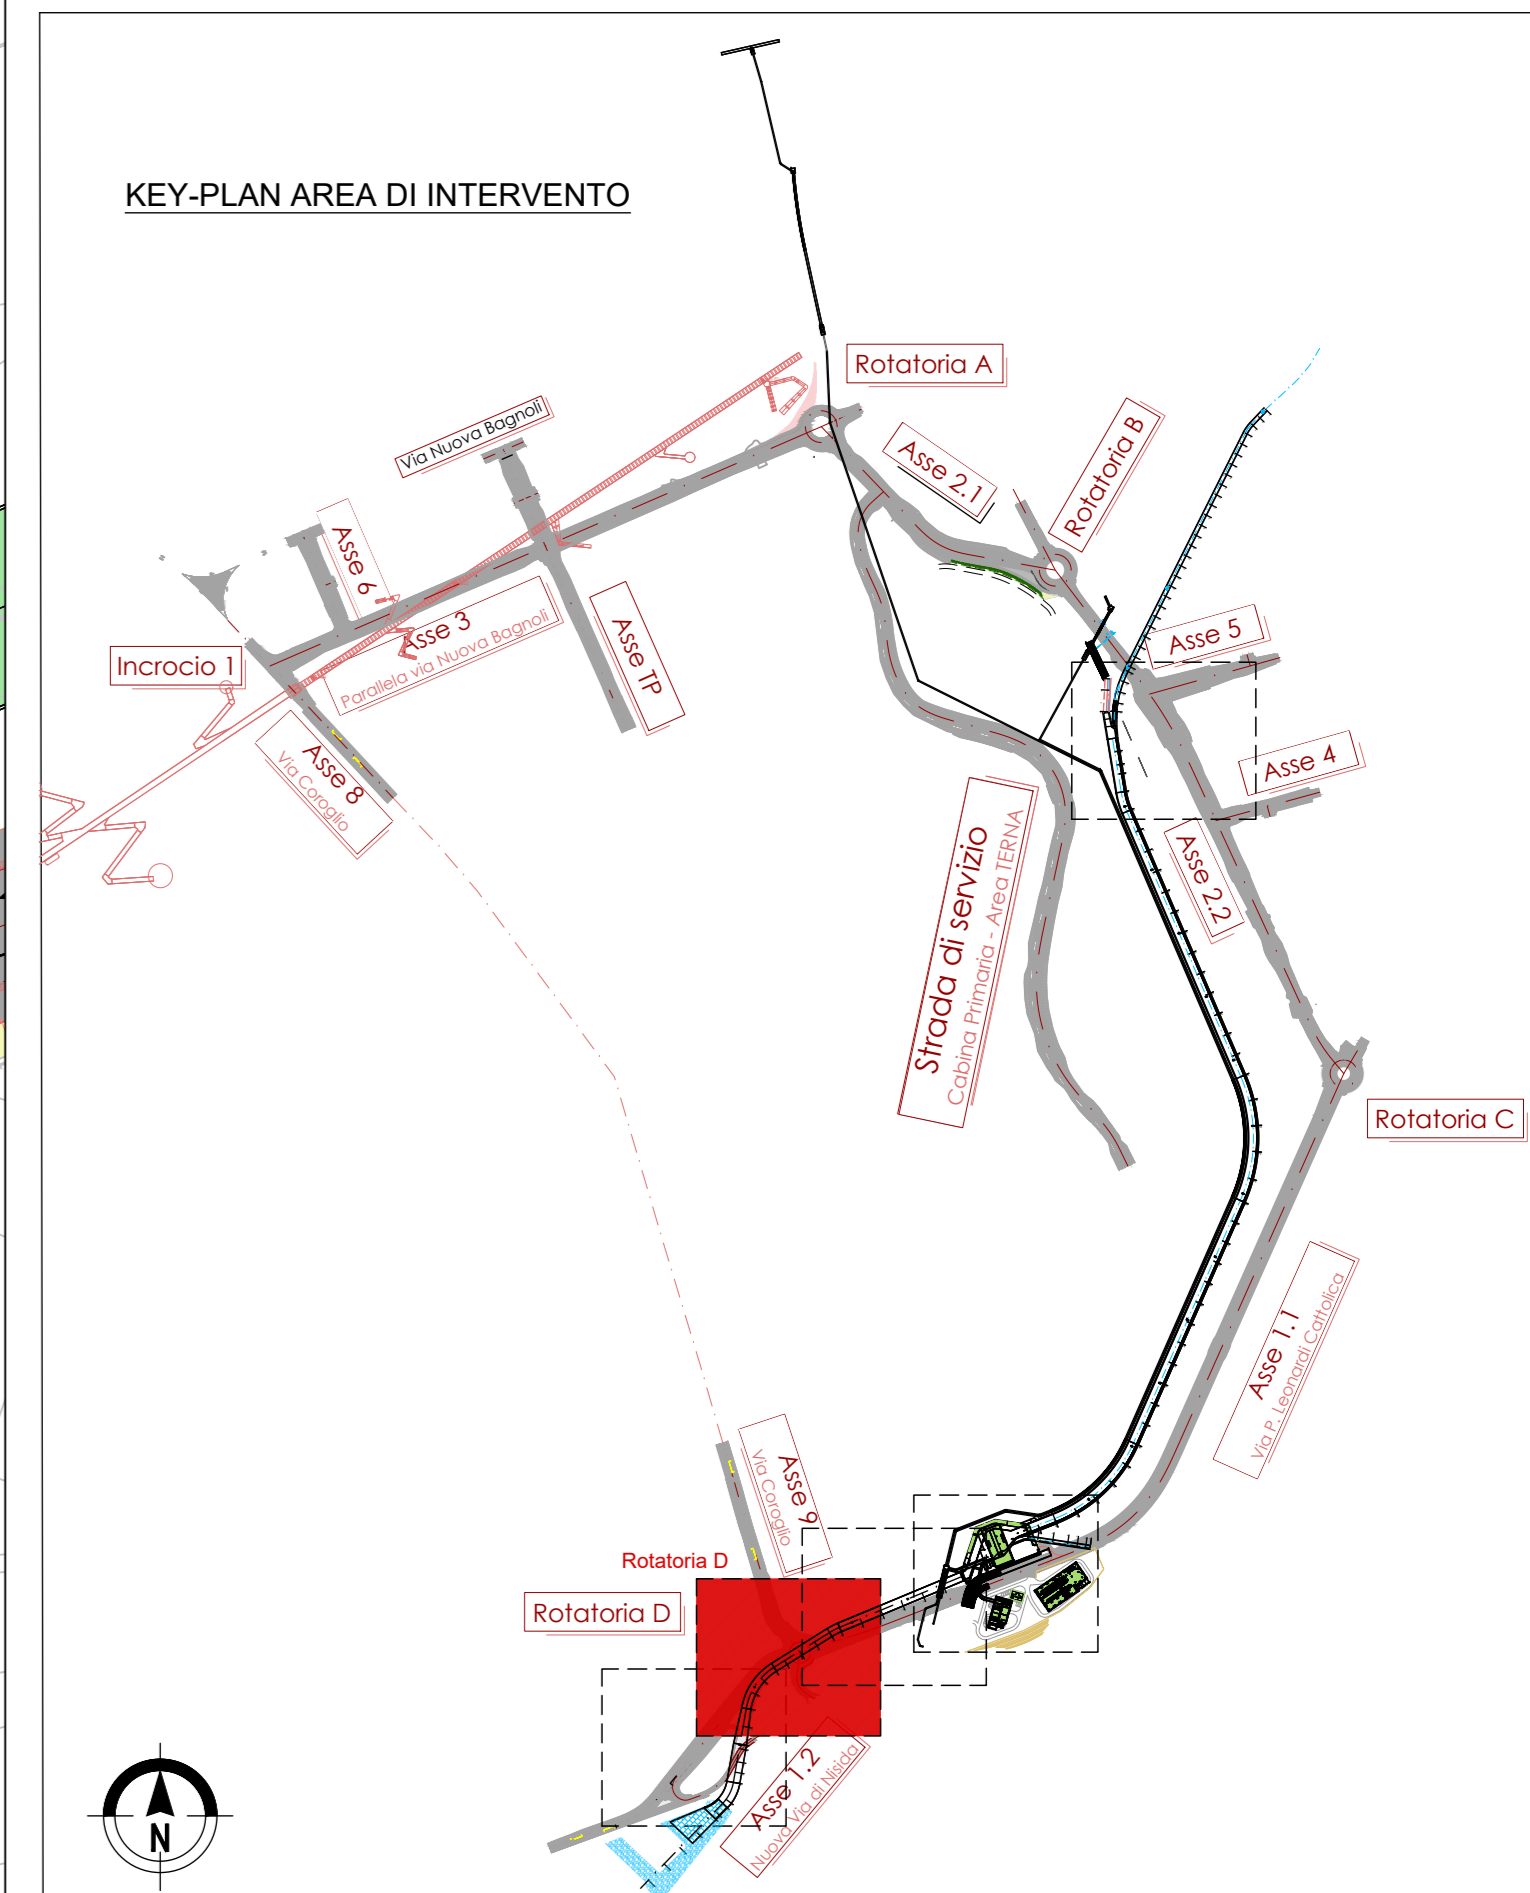 KEY-PLAN AREA DI INTERVENTO
Rotatoria A
Via Nuova Bagnoli
Asse 2.1
Rotatoria B
Asse 6
Asse 3
Parallela via Nuova Bagnoli
Asse TP
Asse 5
Incrocio 1
Asse 8
Via Coroglio
Asse 4
Strada di servizio
Cabina Primaria - Area TERNA
Asse 2.2
Rotatoria C
Asse 1.1
Via P. Leonardi Cattolica
Asse 9
Via Coroglio
Rotatoria D
Rotatoria D
Asse 1.2
Nuova Via di Nisida
N